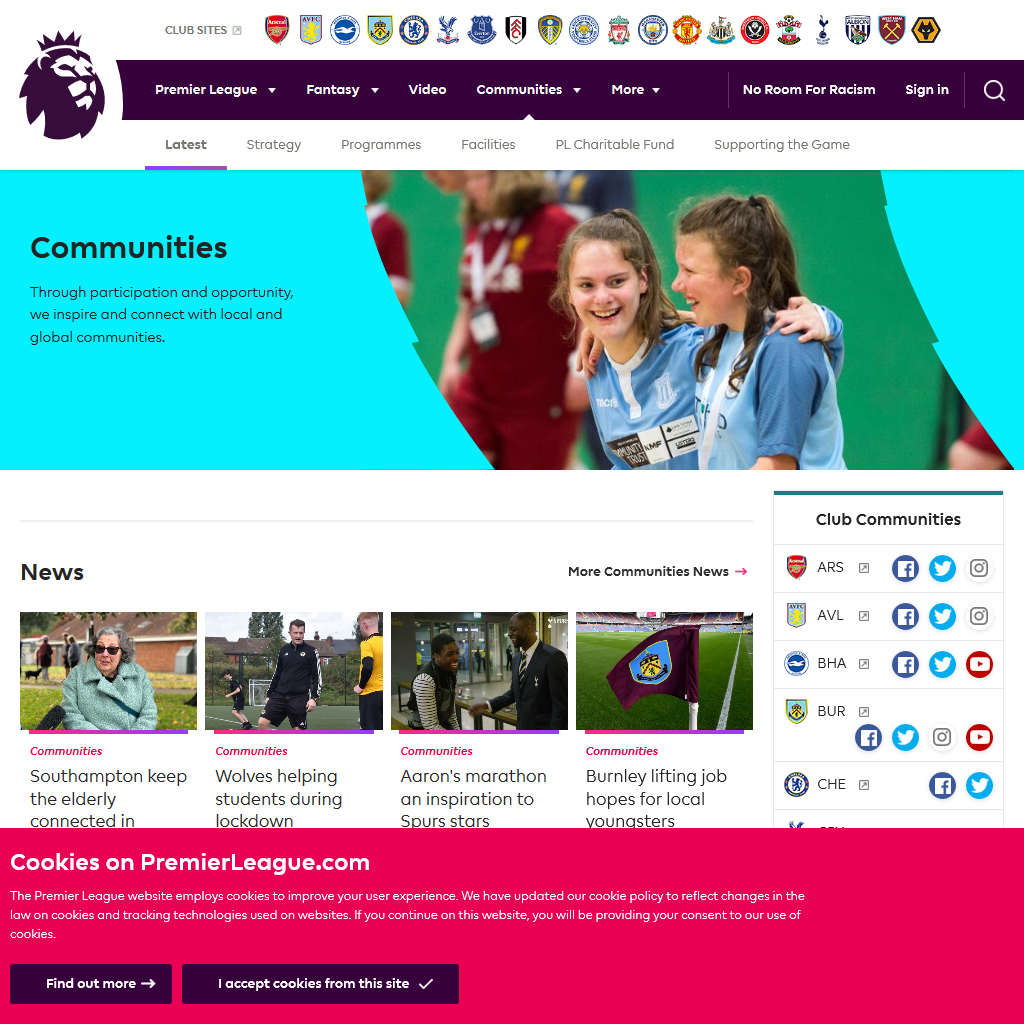 CLUB SITES
Premier League
Fantasy
Video
Communities
More
No Room For Racism
Sign in
Latest
Strategy
Programmes
Facilities
PL Charitable Fund
Supporting the Game
Communities
Through participation and opportunity,
we inspire and connect with local and
global communities.
News
More Communities News
Communities
Southampton keep
the elderly
connected in
Communities
Wolves helping
students during
lockdown
Communities
Aaron's marathon
an inspiration to
Spurs stars
Communities
Burnley lifting job
hopes for local
youngsters
Club Communities
ARS
AVL
BHA
BUR
CHE
Cookies on PremierLeague.com
The Premier League website employs cookies to improve your user experience. We have updated our cookie policy to reflect changes in the
law on cookies and tracking technologies used on websites. If you continue on this website, you will be providing your consent to our use of
cookies.
Find out more
I accept cookies from this site